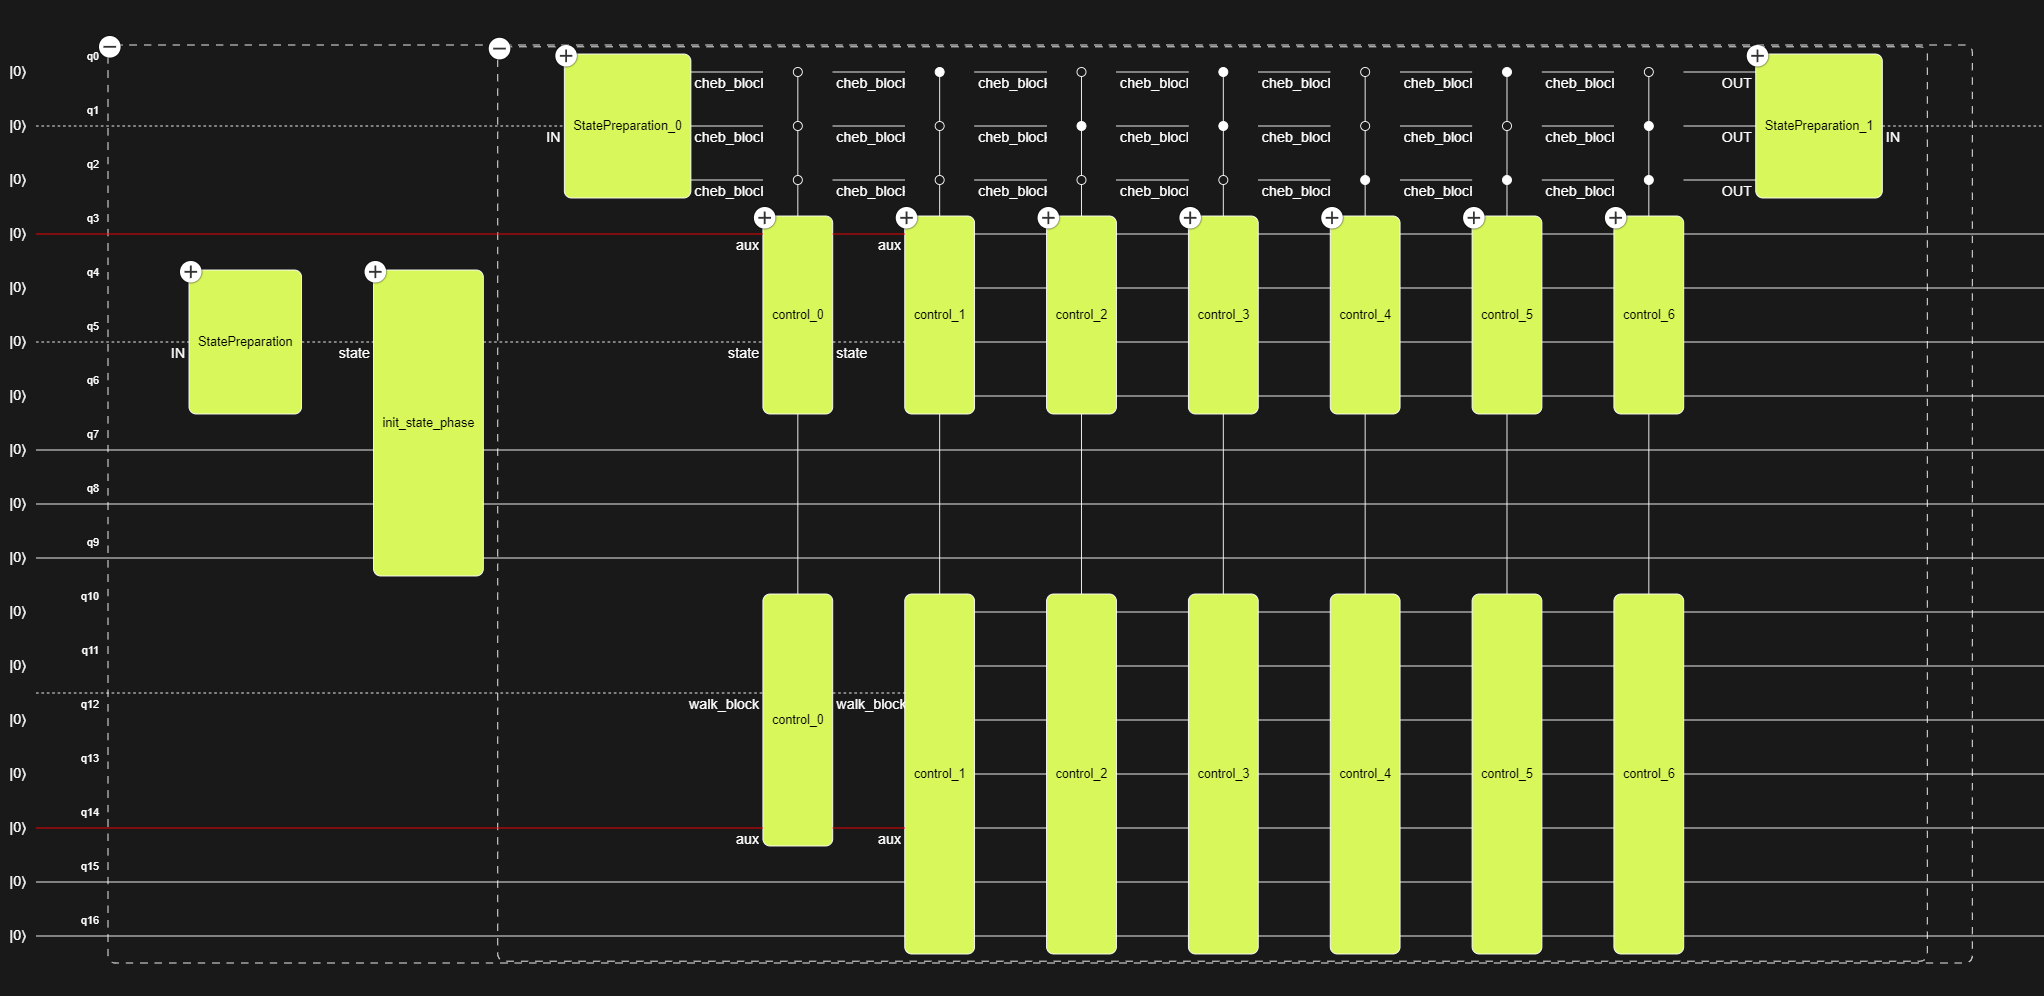 q0
|0⟩
cheb_blocl cheb_blocl cheb_blocl cheb_blocl cheb_blocl cheb_blocl cheb_blocl OUT
q1
|0⟩ StatePreparation_0 StatePreparation_1
IN cheb_blocl cheb_blocl cheb_blocl cheb_blocl cheb_blocl cheb_blocl cheb_blocl OUT IN
q2
|0⟩
cheb_blocl cheb_blocl cheb_blocl cheb_blocl cheb_blocl cheb_blocl cheb_blocl OUT
q3
|0⟩
aux aux
q4
|0⟩
control_0 control_1 control_2 control_3 control_4 control_5 control_6
q5
|0⟩ StatePreparation
IN state state state
q6
|0⟩
init_state_phase
q7
|0⟩
q8
|0⟩
q9
|0⟩
q10
|0⟩
q11
|0⟩
q12
walk_block walk_block
|0⟩ control_0
q13
|0⟩ control_1 control_2 control_3 control_4 control_5 control_6
q14
|0⟩
aux aux
q15
|0⟩
q16
|0⟩